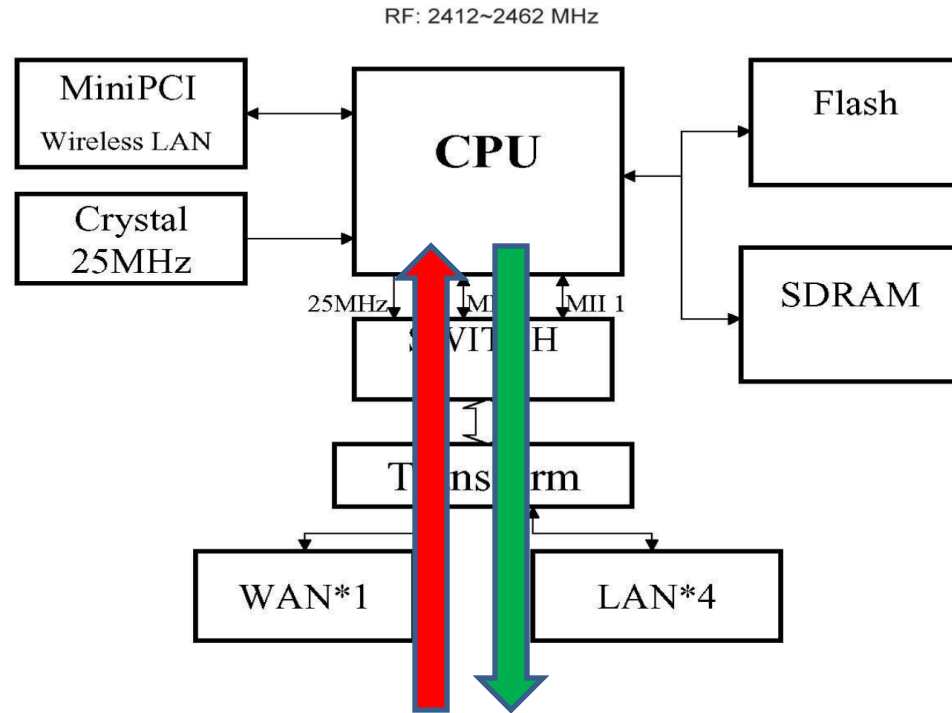 RF: 2412~2462 MHz
MiniPCI
Wireless LAN
CPU
Flash
Crystal
25MHz
SDRAM
25MHz
MII 1
WAN*1
LAN*4